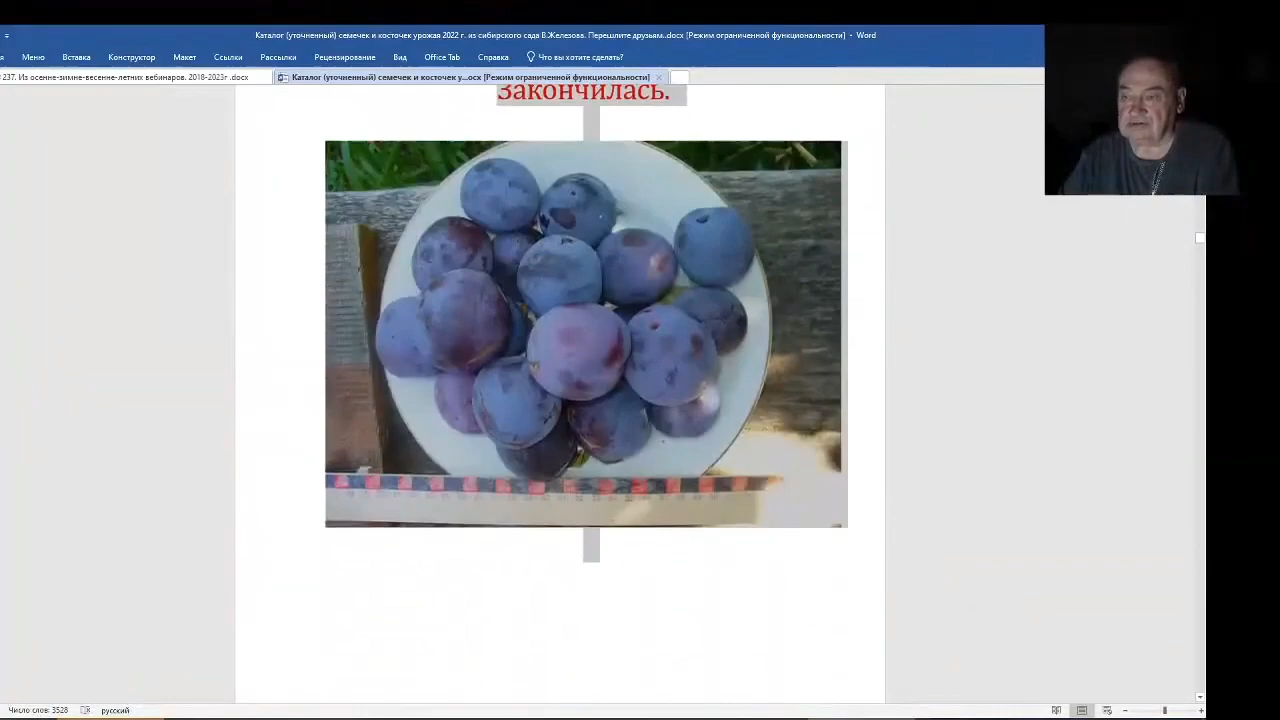 Каталог (уточненный) семечек и косточек урожая 2022 г. из сибирского сада В.Железова. Перешлите друзьям..docx [Режим ограниченной функциональности] - Word
Меню Вставка Конструктор Макет Ссылки Рассылки Рецензирование Вид Office Tab Справка Что вы хотите сделать?
237. Из осенне-зимне-весенне-летних вебинаров. 2018-2023г .docx Каталог (уточненный) семечек и косточек у...осх [Режим ограниченной функциональности]
Закончилась.
Число слов: 3528 русский